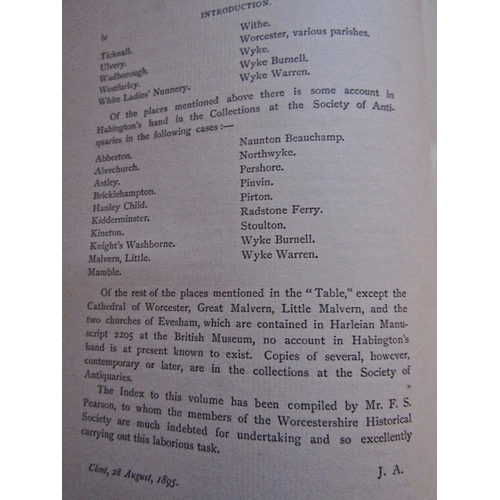 iv
INTRODUCTION.
Ticknall.
Ulvery.
Wadborough.
Westfurley.
White Ladies' Nunnery.
Withe.
Worcester, various parishes.
Wyke.
Wyke Burnell.
Wyke Warren.
Of the places mentioned above there is some account in
Habington's hand in the Collections at the Society of Anti-
quaries in the following cases :—
Abberton.
Alvechurch.
Astley.
Bricklehampton.
Hanley Child.
Kidderminster.
Kineton.
Knight's Washborne.
Malvern, Little.
Mamble.
Naunton Beauchamp.
Northwyke.
Pershore.
Pinvin.
Pirton.
Radstone Ferry.
Stoulton.
Wyke Burnell.
Wyke Warren.
Of the rest of the places mentioned in the "Table," except the
Cathedral of Worcester, Great Malvern, Little Malvern, and the
two churches of Evesham, which are contained in Harleian Manu-
script 2205 at the British Museum, no account in Habington's
hand is at present known to exist. Copies of several, however,
contemporary or later, are in the collections at the Society of
Antiquaries.
The Index to this volume has been compiled by Mr. F. S.
Pearson, to whom the members of the Worcestershire Historical
Society are much indebted for undertaking and so excellently
carrying out this laborious task.
J. A.
Clent, 28 August, 1895.